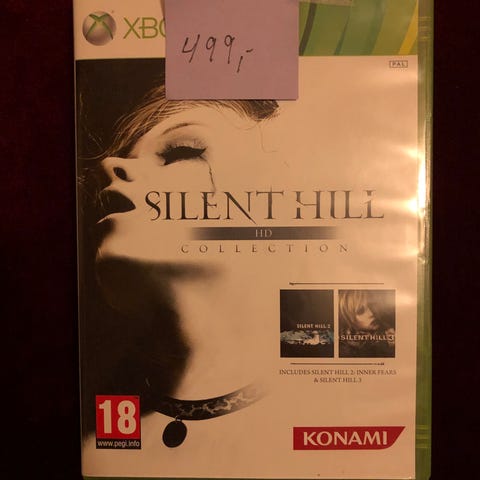 XBO
499,-
PAL
SILENT HILL
HD
COLLECTION
SILENT HILL 2
SILENT HILL 3
INCLUDES SILENT HILL 2: INNER FEARS
& SILENT HILL 3
18
www.pegi.info
KONAMI